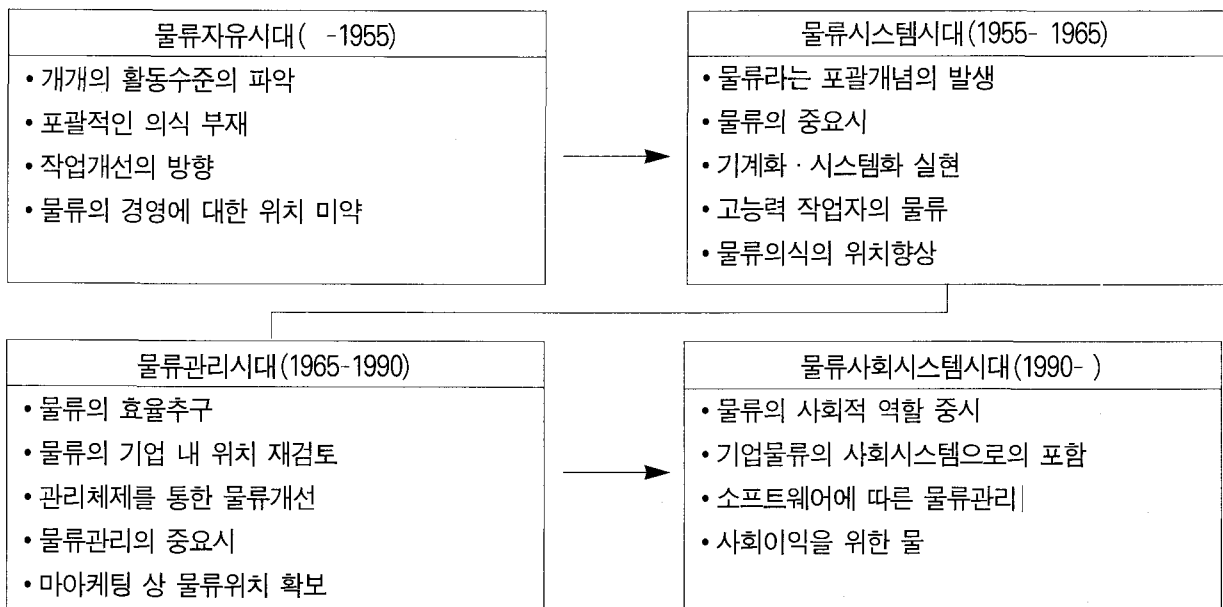 물류자유시대( -1955)
• 개개의 활동수준의 파악
• 포괄적인 의식 부재
• 작업개선의 방향
• 물류의 경영에 대한 위치 미약
물류시스템시대(1955- 1965)
• 물류라는 포괄개념의 발생
• 물류의 중요시
• 기계화 · 시스템화 실현
• 고능력 작업자의 물류
• 물류의식의 위치향상
물류관리시대(1965-1990)
• 물류의 효율추구
• 물류의 기업 내 위치 재검토
• 관리체제를 통한 물류개선
• 물류관리의 중요시
• 마아케팅 상 물류위치 확보
물류사회시스템시대(1990- )
• 물류의 사회적 역할 중시
• 기업물류의 사회시스템으로의 포함
• 소프트웨어에 따른 물류관리
• 사회이익을 위한 물